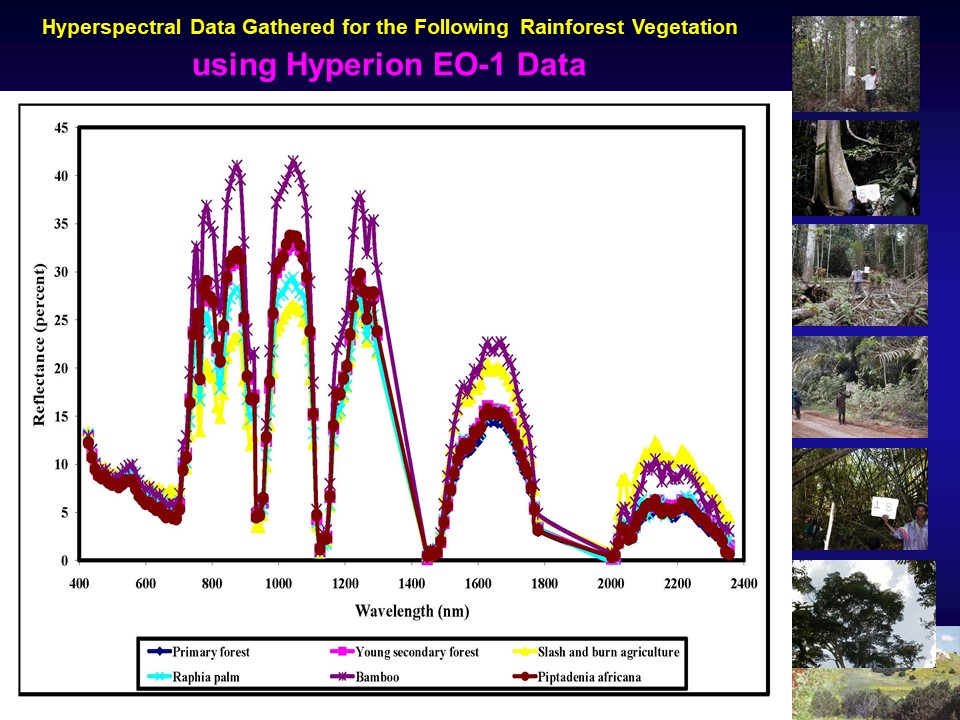 Hyperspectral Data Gathered for the Following Rainforest Vegetation
using Hyperion EO-1 Data
45
40
35
30
25
20
15
10
5
0
Reflectance (percent)
400 600 800 1000 1200 1400 1600 1800 2000 2200 2400
Wavelength (nm)
Primary forest Young secondary forest Slash and burn agriculture
Raphia palm Bamboo Piptadenia africana
1 8